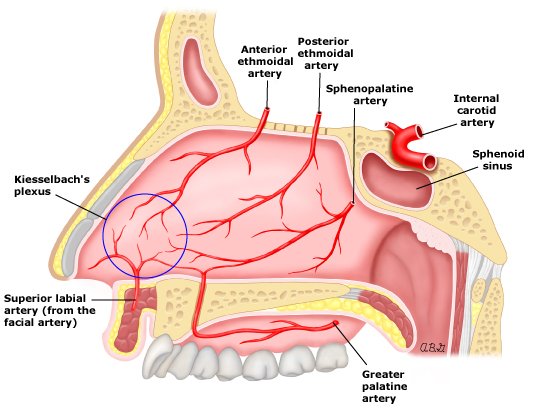 Anterior
ethmoidal
artery
Posterior
ethmoidal
artery
Sphenopalatine
artery
Internal
carotid
artery
Sphenoid
sinus
Kiesselbach's
plexus
Superior labial
artery (from the
facial artery)
Greater
palatine
artery